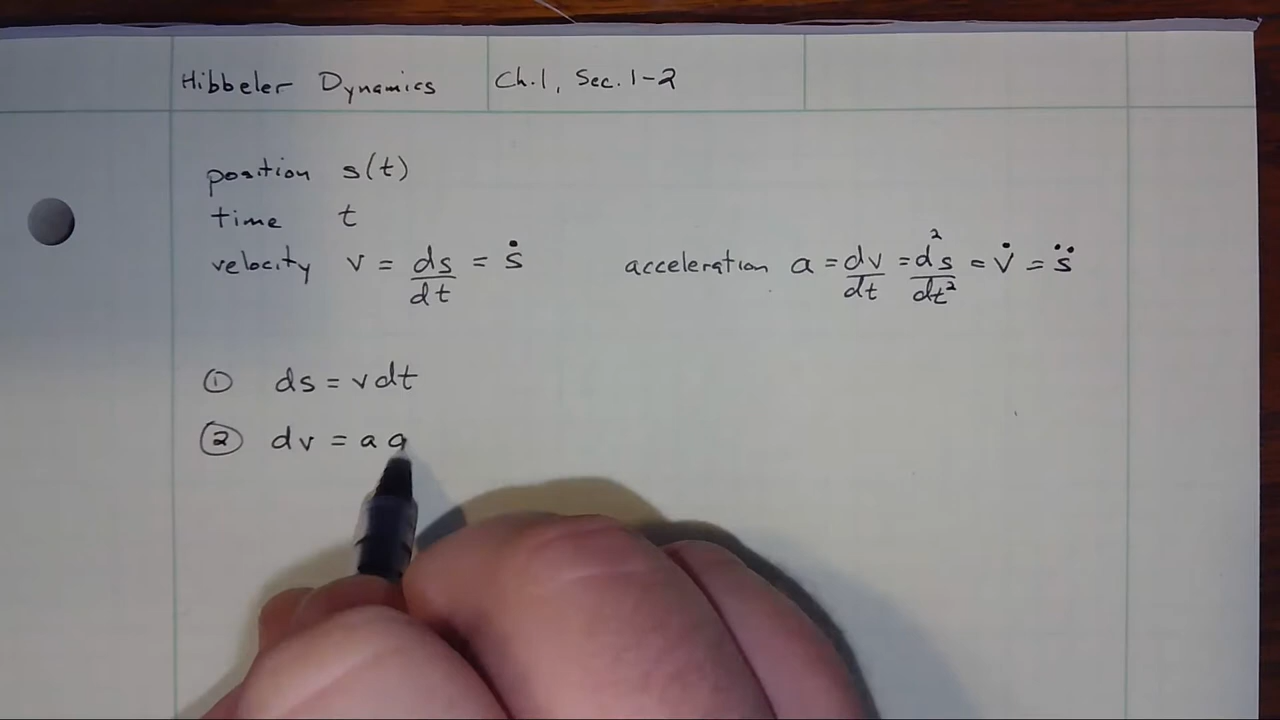 Hibbeler Dynamics Ch.1, Sec. 1-2
position s(t)
time t
velocity v = ds/dt = ṡ acceleration a = dv/dt = d²s/dt² = v̇ = s̈
① ds = v dt
② dv = a